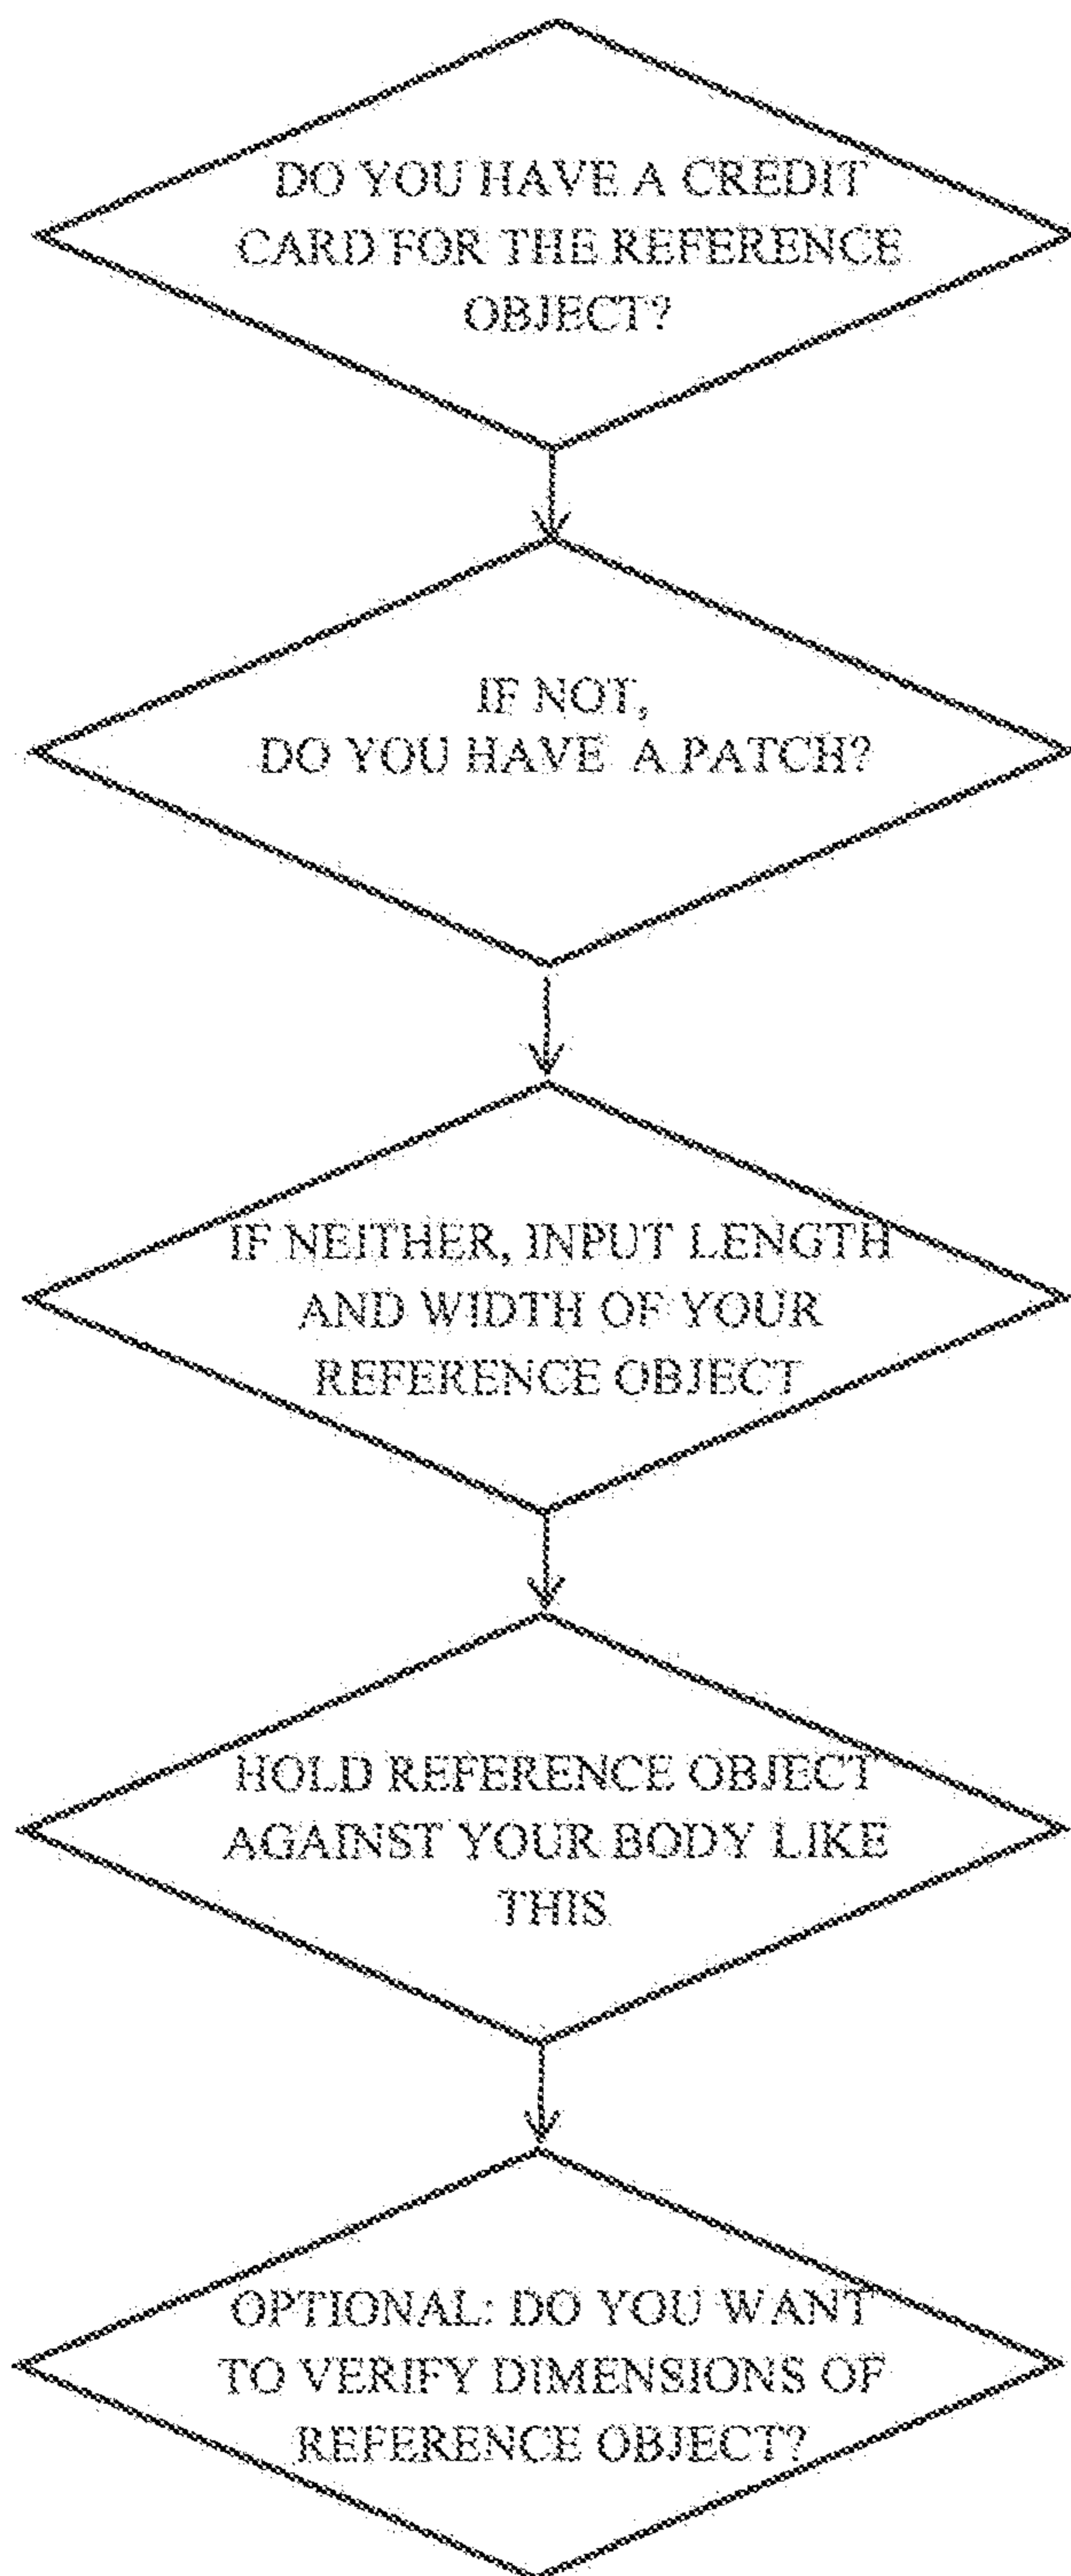 DO YOU HAVE A CREDIT
CARD FOR THE REFERENCE
OBJECT?
IF NOT,
DO YOU HAVE A PATCH?
IF NEITHER, INPUT LENGTH
AND WIDTH OF YOUR
REFERENCE OBJECT
HOLD REFERENCE OBJECT
AGAINST YOUR BODY LIKE
THIS
OPTIONAL: DO YOU WANT
TO VERIFY DIMENSIONS OF
REFERENCE OBJECT?